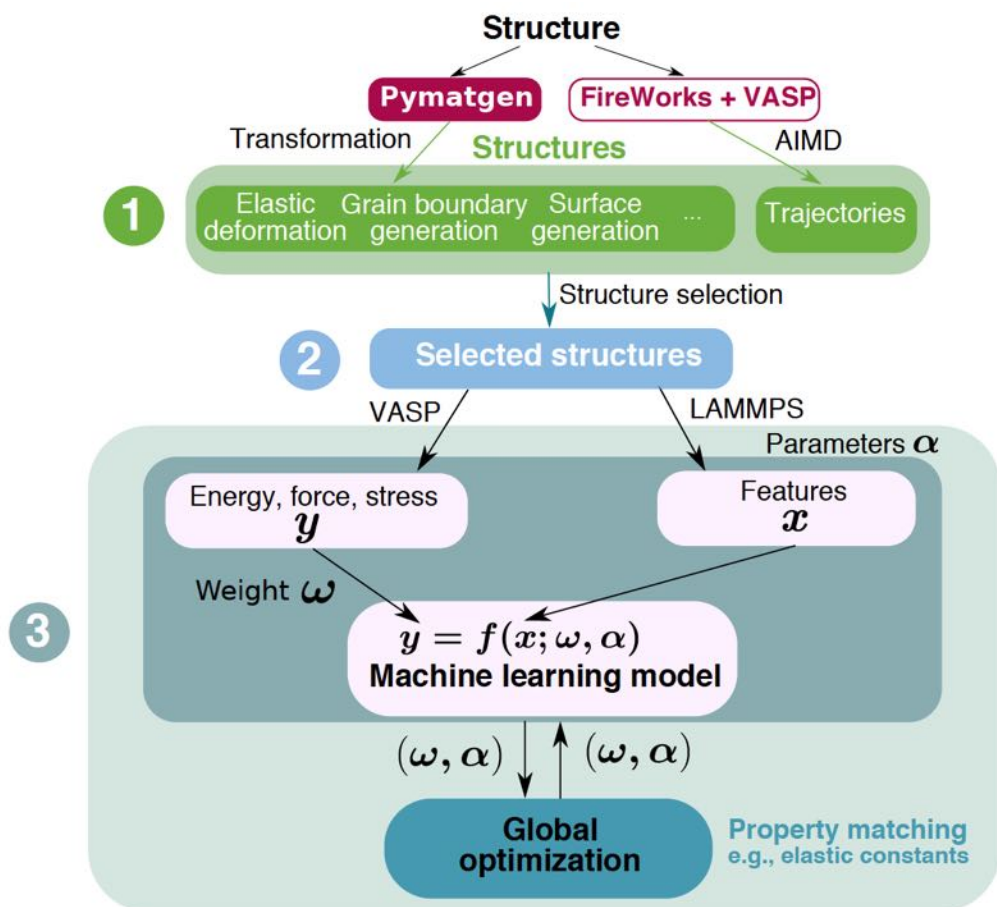 Structure
Pymatgen
FireWorks + VASP
Transformation
AIMD
Structures
1
Elastic deformation
Grain boundary generation
Surface generation
...
Trajectories
Structure selection
2
Selected structures
VASP
LAMMPS
Parameters α
Energy, force, stress
y
Features
x
Weight ω
3
y = f(x; ω, α)
Machine learning model
(ω, α)
(ω, α)
Global
optimization
Property matching
e.g., elastic constants